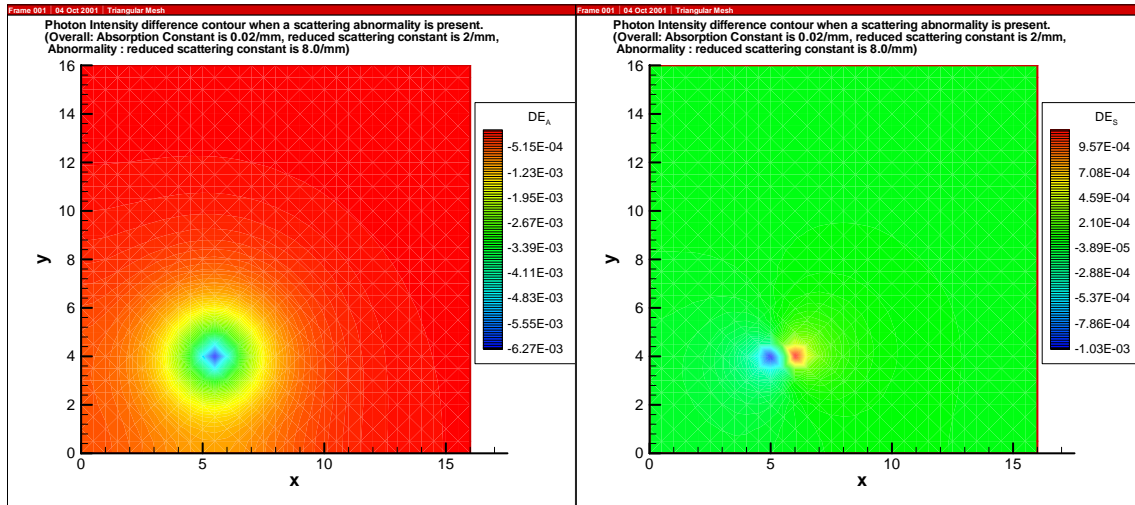 Frame 001 | 04 Oct 2001 | Triangular Mesh
Photon Intensity difference contour when a scattering abnormality is present.
(Overall: Absorption Constant is 0.02/mm, reduced scattering constant is 2/mm,
Abnormality : reduced scattering constant is 8.0/mm)
16
14
12
10
8
6
4
2
0
y
0
5
10
15
x
DE_A
-5.15E-04
-1.23E-03
-1.95E-03
-2.67E-03
-3.39E-03
-4.11E-03
-4.83E-03
-5.55E-03
-6.27E-03
Frame 001 | 04 Oct 2001 | Triangular Mesh
Photon Intensity difference contour when a scattering abnormality is present.
(Overall: Absorption Constant is 0.02/mm, reduced scattering constant is 2/mm,
Abnormality : reduced scattering constant is 8.0/mm)
16
14
12
10
8
6
4
2
0
y
0
5
10
15
x
DE_S
9.57E-04
7.08E-04
4.59E-04
2.10E-04
-3.89E-05
-2.88E-04
-5.37E-04
-7.86E-04
-1.03E-03